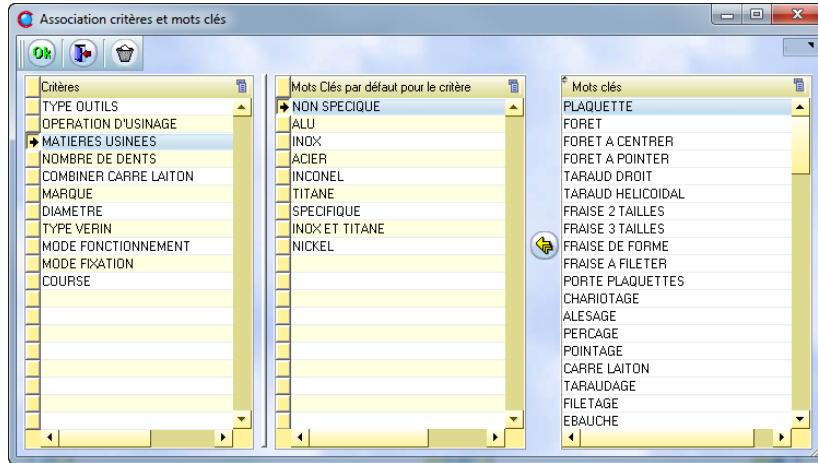 Association critères et mots clés
Ok
Critères
TYPE OUTILS
OPERATION D'USINAGE
MATIERES USINEES
NOMBRE DE DENTS
COMBINER CARRE LAITON
MARQUE
DIAMETRE
TYPE VERIN
MODE FONCTIONNEMENT
MODE FIXATION
COURSE
Mots Clés par défaut pour le critère
NON SPECIQUE
ALU
INOX
ACIER
INCONEL
TITANE
SPECIFIQUE
INOX ET TITANE
NICKEL
Mots clés
PLAQUETTE
FORET
FORET A CENTRER
FORET A POINTER
TARAUD DROIT
TARAUD HELICOIDAL
FRAISE 2 TAILLES
FRAISE 3 TAILLES
FRAISE DE FORME
FRAISE A FILETER
PORTE PLAQUETTES
CHARIOTAGE
ALESAGE
PERCAGE
POINTAGE
CARRE LAITON
TARAUDAGE
FILETAGE
EBAUCHE